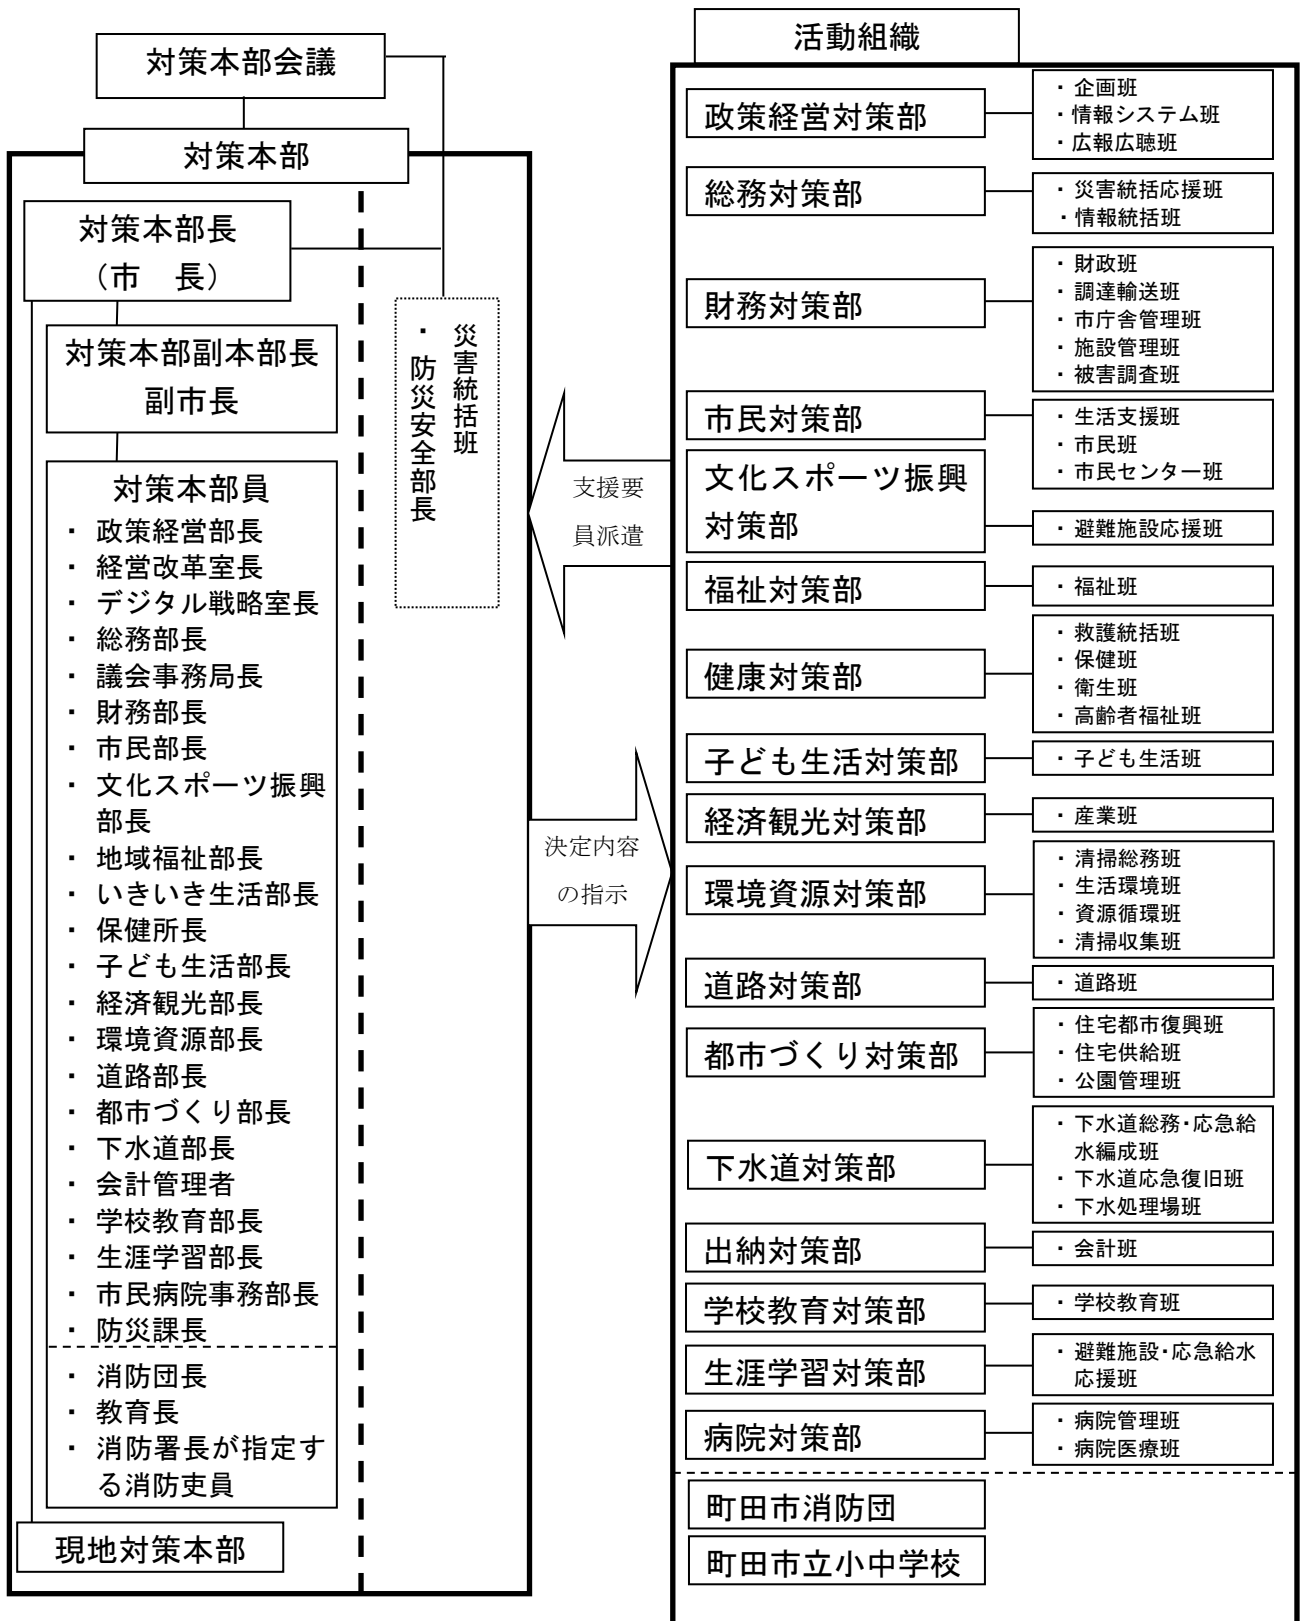 対策本部会議
対策本部
対策本部長
（市　長）
対策本部副本部長
副市長
対策本部員
・ 政策経営部長
・ 経営改革室長
・ デジタル戦略室長
・ 総務部長
・ 議会事務局長
・ 財務部長
・ 市民部長
・ 文化スポーツ振興
部長
・ 地域福祉部長
・ いきいき生活部長
・ 保健所長
・ 子ども生活部長
・ 経済観光部長
・ 環境資源部長
・ 道路部長
・ 都市づくり部長
・ 下水道部長
・ 会計管理者
・ 学校教育部長
・ 生涯学習部長
・ 市民病院事務部長
・ 防災課長
・ 消防団長
・ 教育長
・ 消防署長が指定す
る消防吏員
現地対策本部
災害統括班
・防災安全部長
支援要
員派遣
決定内容
の指示
活動組織
政策経営対策部
・ 企画班
・情報システム班
・ 広報広聴班
総務対策部
・ 災害統括応援班
・ 情報統括班
財務対策部
・ 財政班
・ 調達輸送班
・ 市庁舎管理班
・ 施設管理班
・ 被害調査班
市民対策部
・ 生活支援班
・ 市民班
・ 市民センター班
文化スポーツ振興
対策部
・ 避難施設応援班
福祉対策部
・ 福祉班
健康対策部
・ 救護統括班
・ 保健班
・ 衛生班
・ 高齢者福祉班
子ども生活対策部
・ 子ども生活班
経済観光対策部
・ 産業班
環境資源対策部
・ 清掃総務班
・ 生活環境班
・ 資源循環班
・ 清掃収集班
道路対策部
・ 道路班
都市づくり対策部
・ 住宅都市復興班
・ 住宅供給班
・ 公園管理班
下水道対策部
・ 下水道総務・応急給
水編成班
・ 下水道応急復旧班
・ 下水処理場班
出納対策部
・ 会計班
学校教育対策部
・ 学校教育班
生涯学習対策部
・ 避難施設・応急給水
応援班
病院対策部
・ 病院管理班
・ 病院医療班
町田市消防団
町田市立小中学校